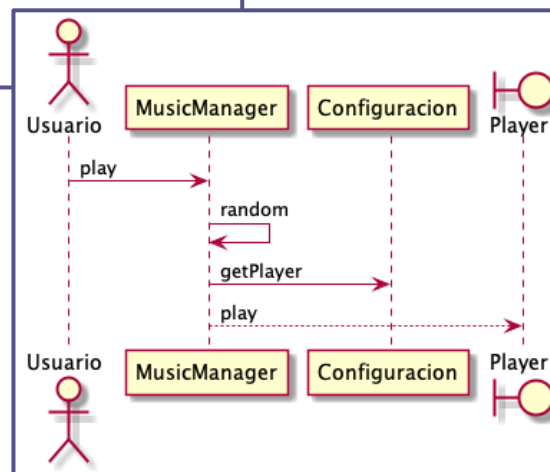 Usuario
MusicManager
Configuracion
Player
play
random
getPlayer
play
Usuario
MusicManager
Configuracion
Player